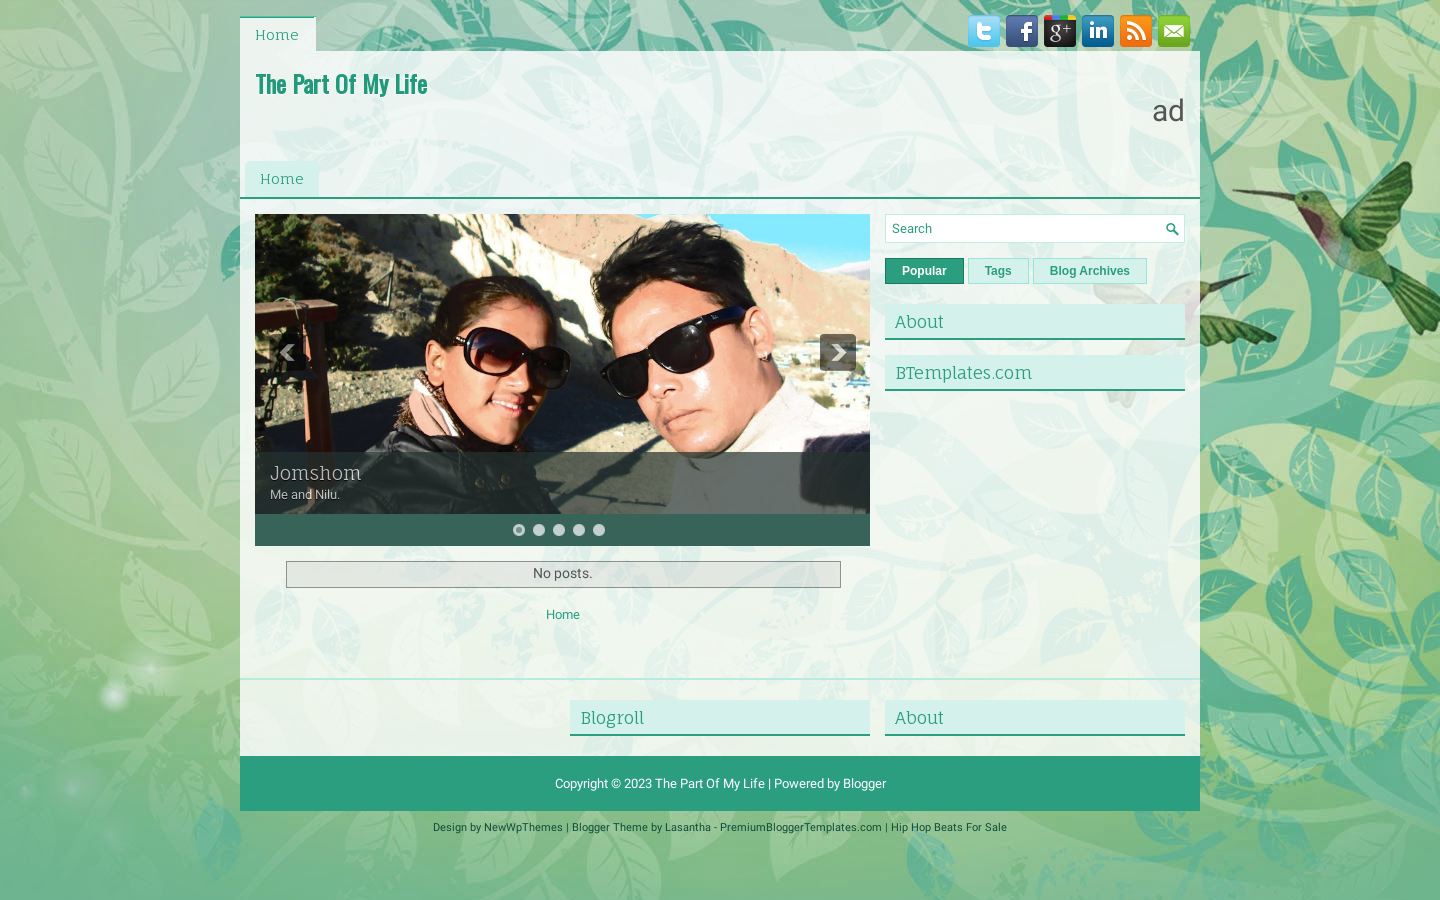 Home
The Part Of My Life
ad
Home
Search
Popular Tags Blog Archives
About
BTemplates.com
Jomshom
Me and Nilu.
No posts.
Home
Blogroll
About
Copyright © 2023 The Part Of My Life | Powered by Blogger
Design by NewWpThemes | Blogger Theme by Lasantha - PremiumBloggerTemplates.com | Hip Hop Beats For Sale